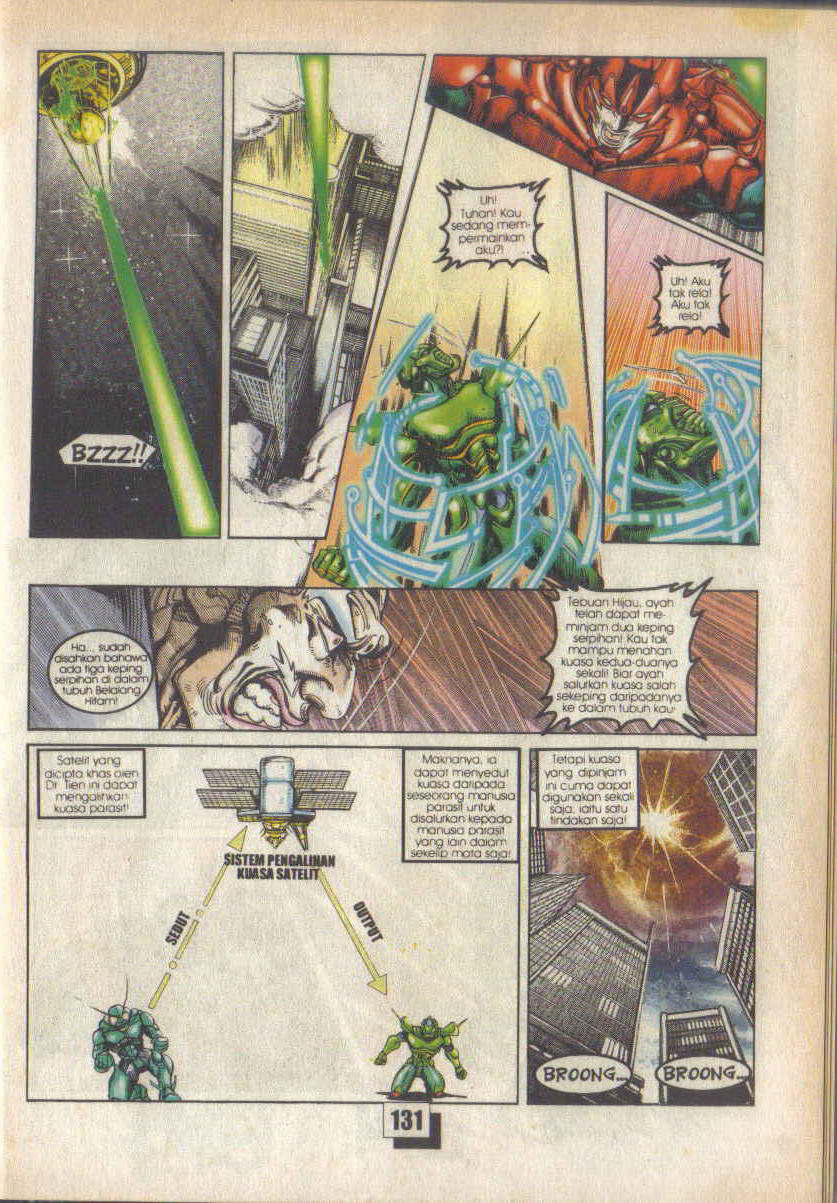 BZZZ!!
Uh!
Tuhan! Kau
sedang mem-
permainkan
aku?!
Uh! Aku
tak rela!
Aku tak
rela!
Ha... sudah
disahkan bahawa
ada tiga keping
serpihan di dalam
tubuh Belalang
Hitam!
Tebuan Hijau, ayah
telah dapat me-
minjam dua keping
serpihan! Kau tak
mampu menahan
kuasa kedua-duanya
sekali! Biar ayah
salurkan kuasa salah
sekeping daripadanya
ke dalam tubuh kau!
Satelit yang
dicipta khas oleh
Dr. Tien ini dapat
mengalihkan
kuasa parasit!
Maknanya, ia
dapat menyedut
kuasa daripada
seseorang manusia
parasit untuk
disalurkan kepada
manusia parasit
yang lain dalam
sekelip mata saja!
SISTEM PENGALIHAN
KUASA SATELIT
SEDUT
OUTPUT
Tetapi kuasa
yang dipinjam
ini cuma dapat
digunakan sekali
saja, iaitu satu
tindakan saja!
BROONG...
BROONG...
131